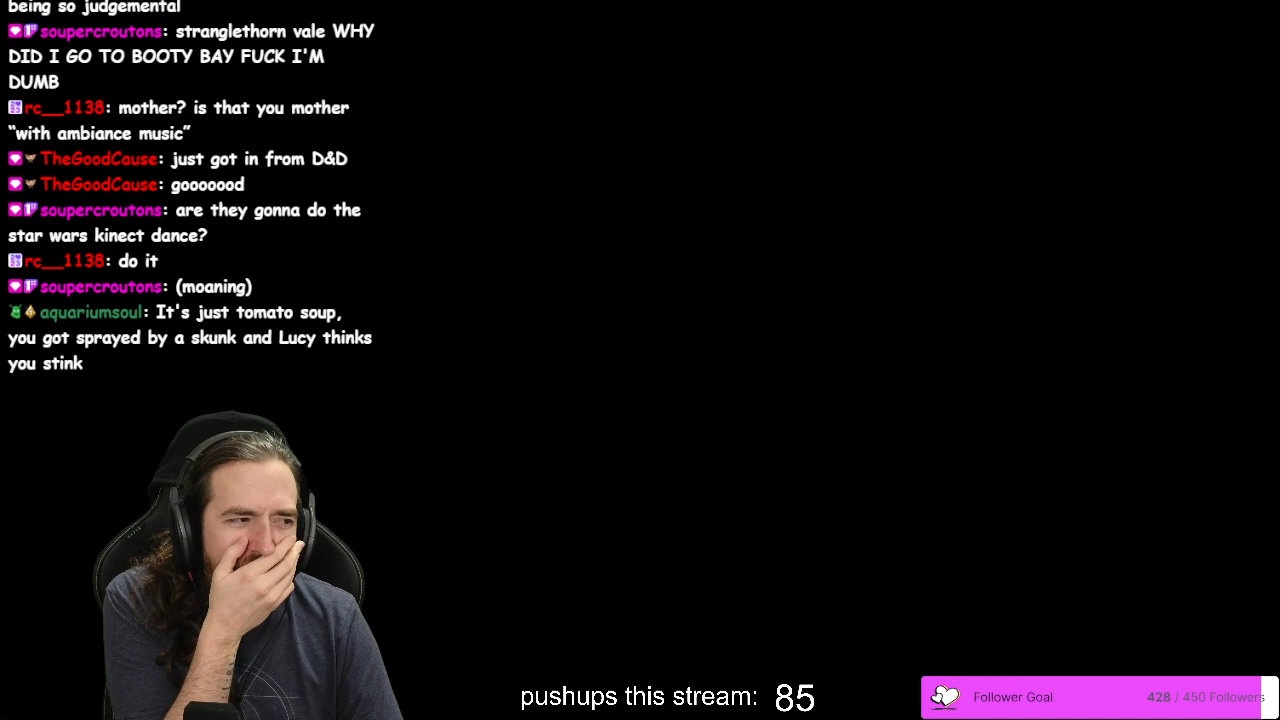 being so judgemental
soupercroutons: stranglethorn vale WHY
DID I GO TO BOOTY BAY FUCK I'M
DUMB
rc__1138: mother? is that you mother
“with ambiance music”
TheGoodCause: just got in from D&D
TheGoodCause: gooooood
soupercroutons: are they gonna do the
star wars kinect dance?
rc__1138: do it
soupercroutons: (moaning)
aquariumsoul: It's just tomato soup,
you got sprayed by a skunk and Lucy thinks
you stink
pushups this stream: 85
Follower Goal 428 / 450 Followers